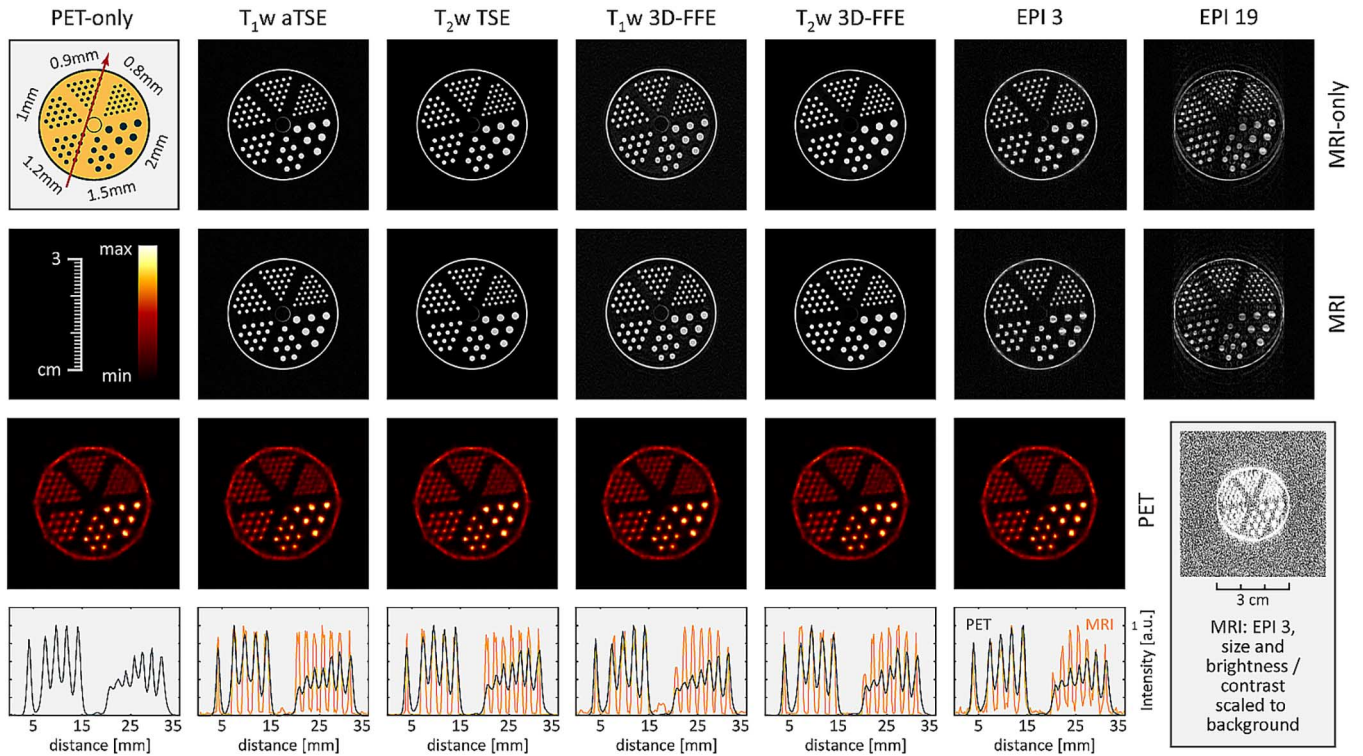 PET-only
T₁w aTSE
T₂w TSE
T₁w 3D-FFE
T₂w 3D-FFE
EPI 3
EPI 19
0.9mm
0.8mm
1mm
2mm
1.2mm
1.5mm
MRI-only
3
cm
max
min
MRI
PET
3 cm
MRI: EPI 3,
size and
brightness /
contrast
scaled to
background
PET
MRI
1
Intensity [a.u.]
5 15 25 35
distance [mm]
5 15 25 35
distance [mm]
5 15 25 35
distance [mm]
5 15 25 35
distance [mm]
5 15 25 35
distance [mm]
5 15 25 35
distance [mm]